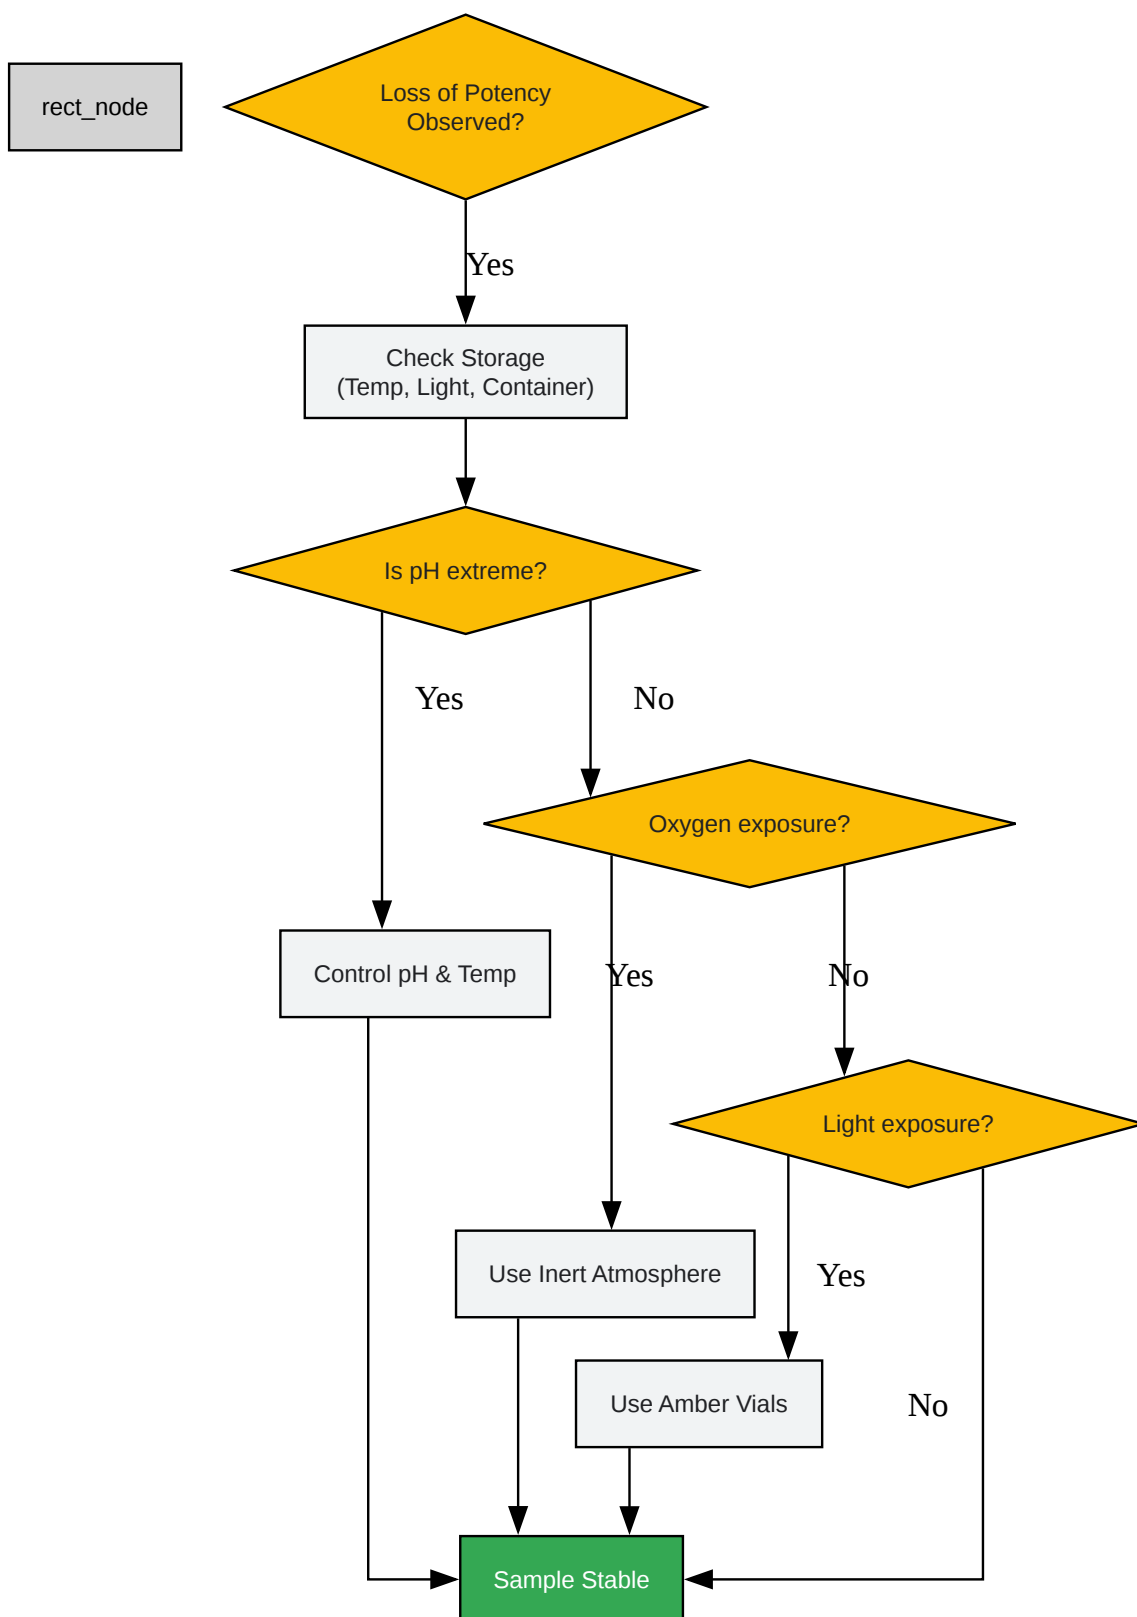 rect_node
Loss of Potency
Observed?
Yes
Check Storage
(Temp, Light, Container)
Is pH extreme?
Yes
No
Oxygen exposure?
Control pH & Temp
Yes
No
Light exposure?
Use Inert Atmosphere
Yes
Use Amber Vials
No
Sample Stable